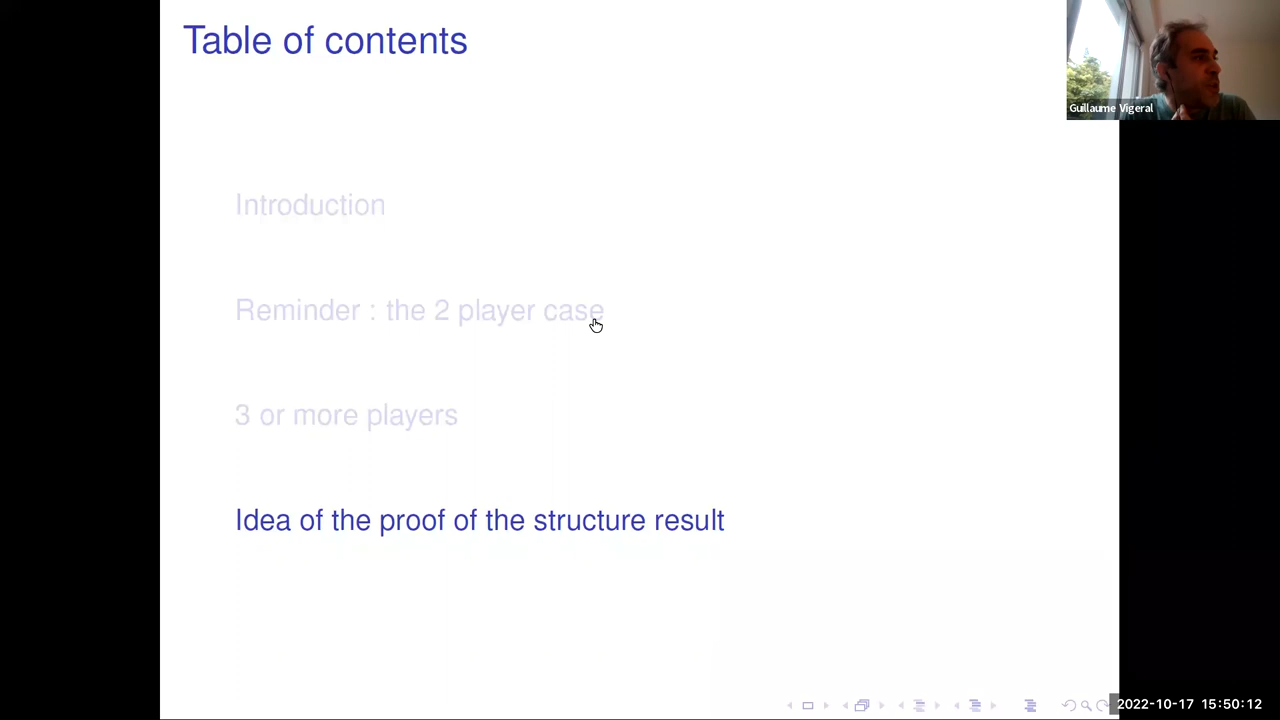 Table of contents
Guillaume Vigeral
Introduction
Reminder : the 2 player case
3 or more players
Idea of the proof of the structure result
2022-10-17 15:50:12